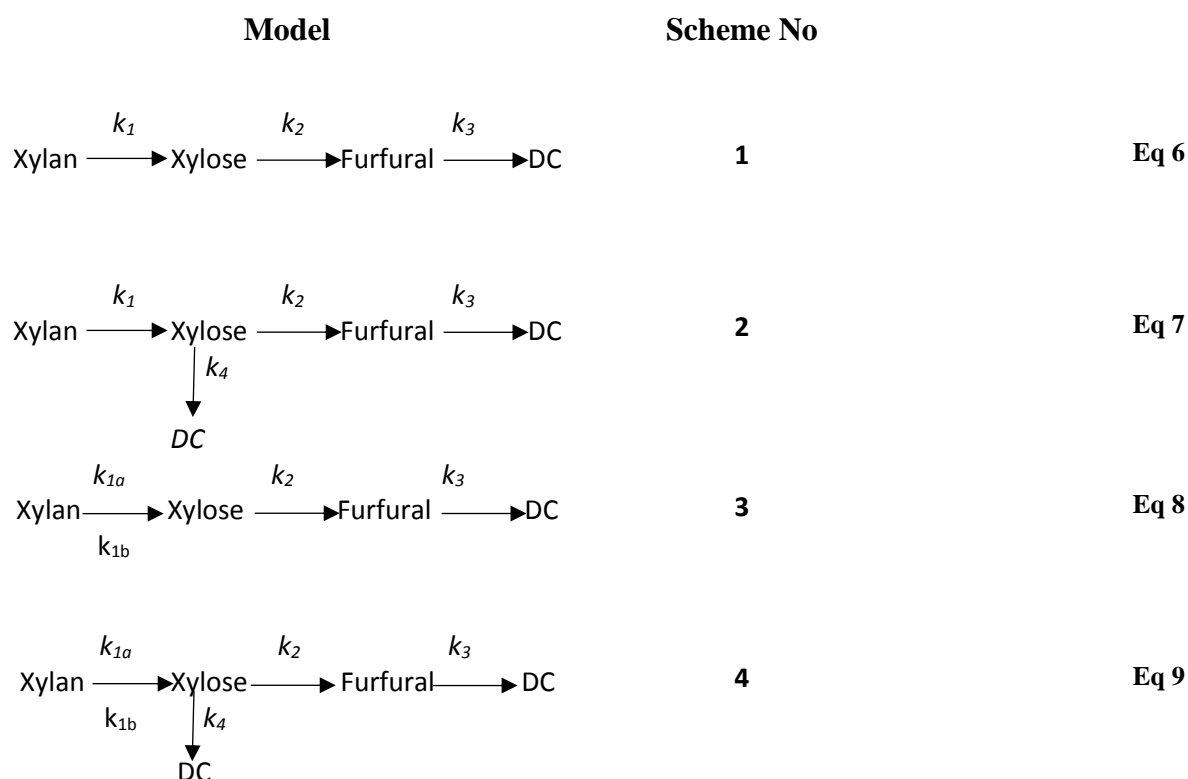 Model Scheme No
k1 k2 k3
Xylan Xylose Furfural DC 1 Eq 6
k1 k2 k3
Xylan Xylose Furfural DC 2 Eq 7
k4
DC
k1a k2 k3
Xylan Xylose Furfural DC 3 Eq 8
k1b
k1a k2 k3
Xylan Xylose Furfural DC 4 Eq 9
k1b k4
DC